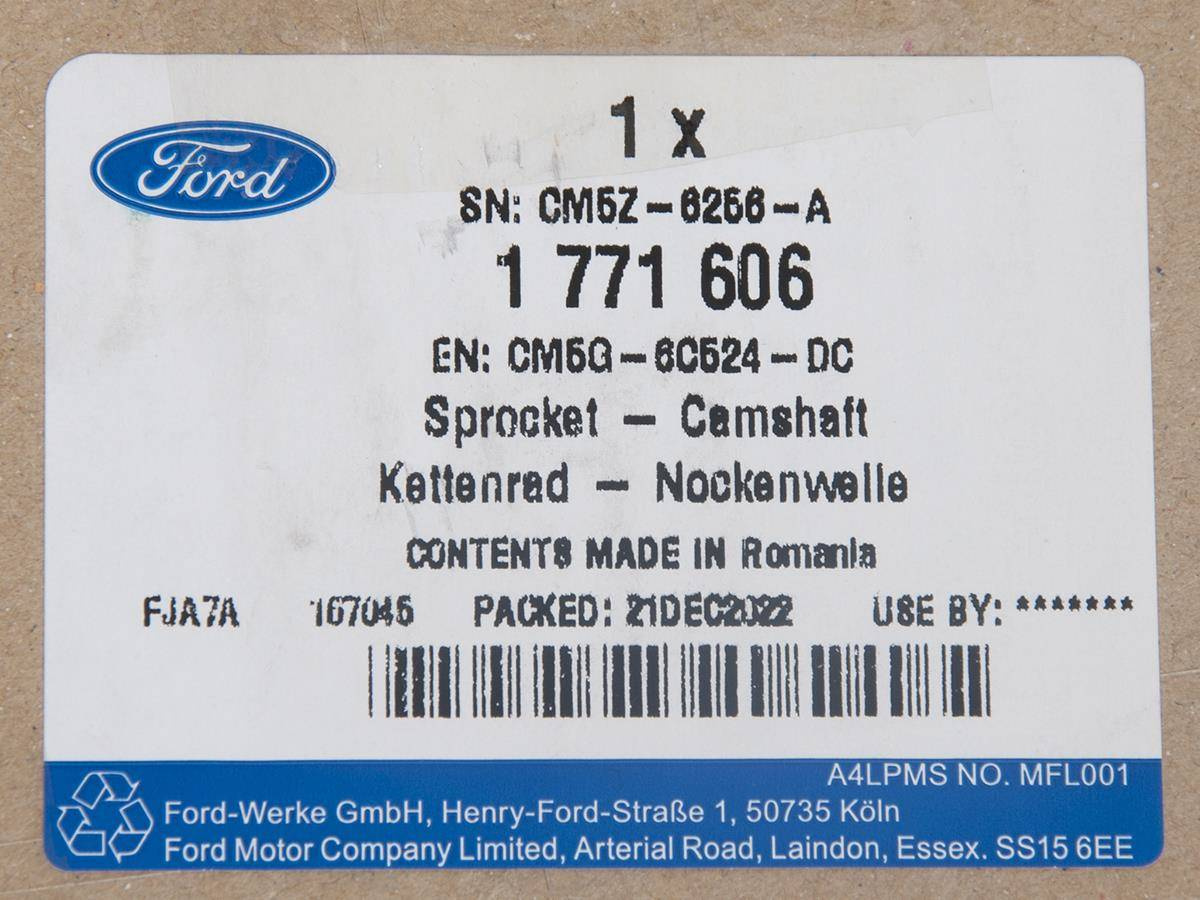 Ford
1 x
SN: CM5Z-6256-A
1 771 606
EN: CM5G-6C524-DC
Sprocket - Camshaft
Kettenrad - Nockenwelle
CONTENTS MADE IN Romania
FJA7A 167045 PACKED: 21DEC2022 USE BY: *******
A4LPMS NO. MFL001
Ford-Werke GmbH, Henry-Ford-Straße 1, 50735 Köln
Ford Motor Company Limited, Arterial Road, Laindon, Essex. SS15 6EE